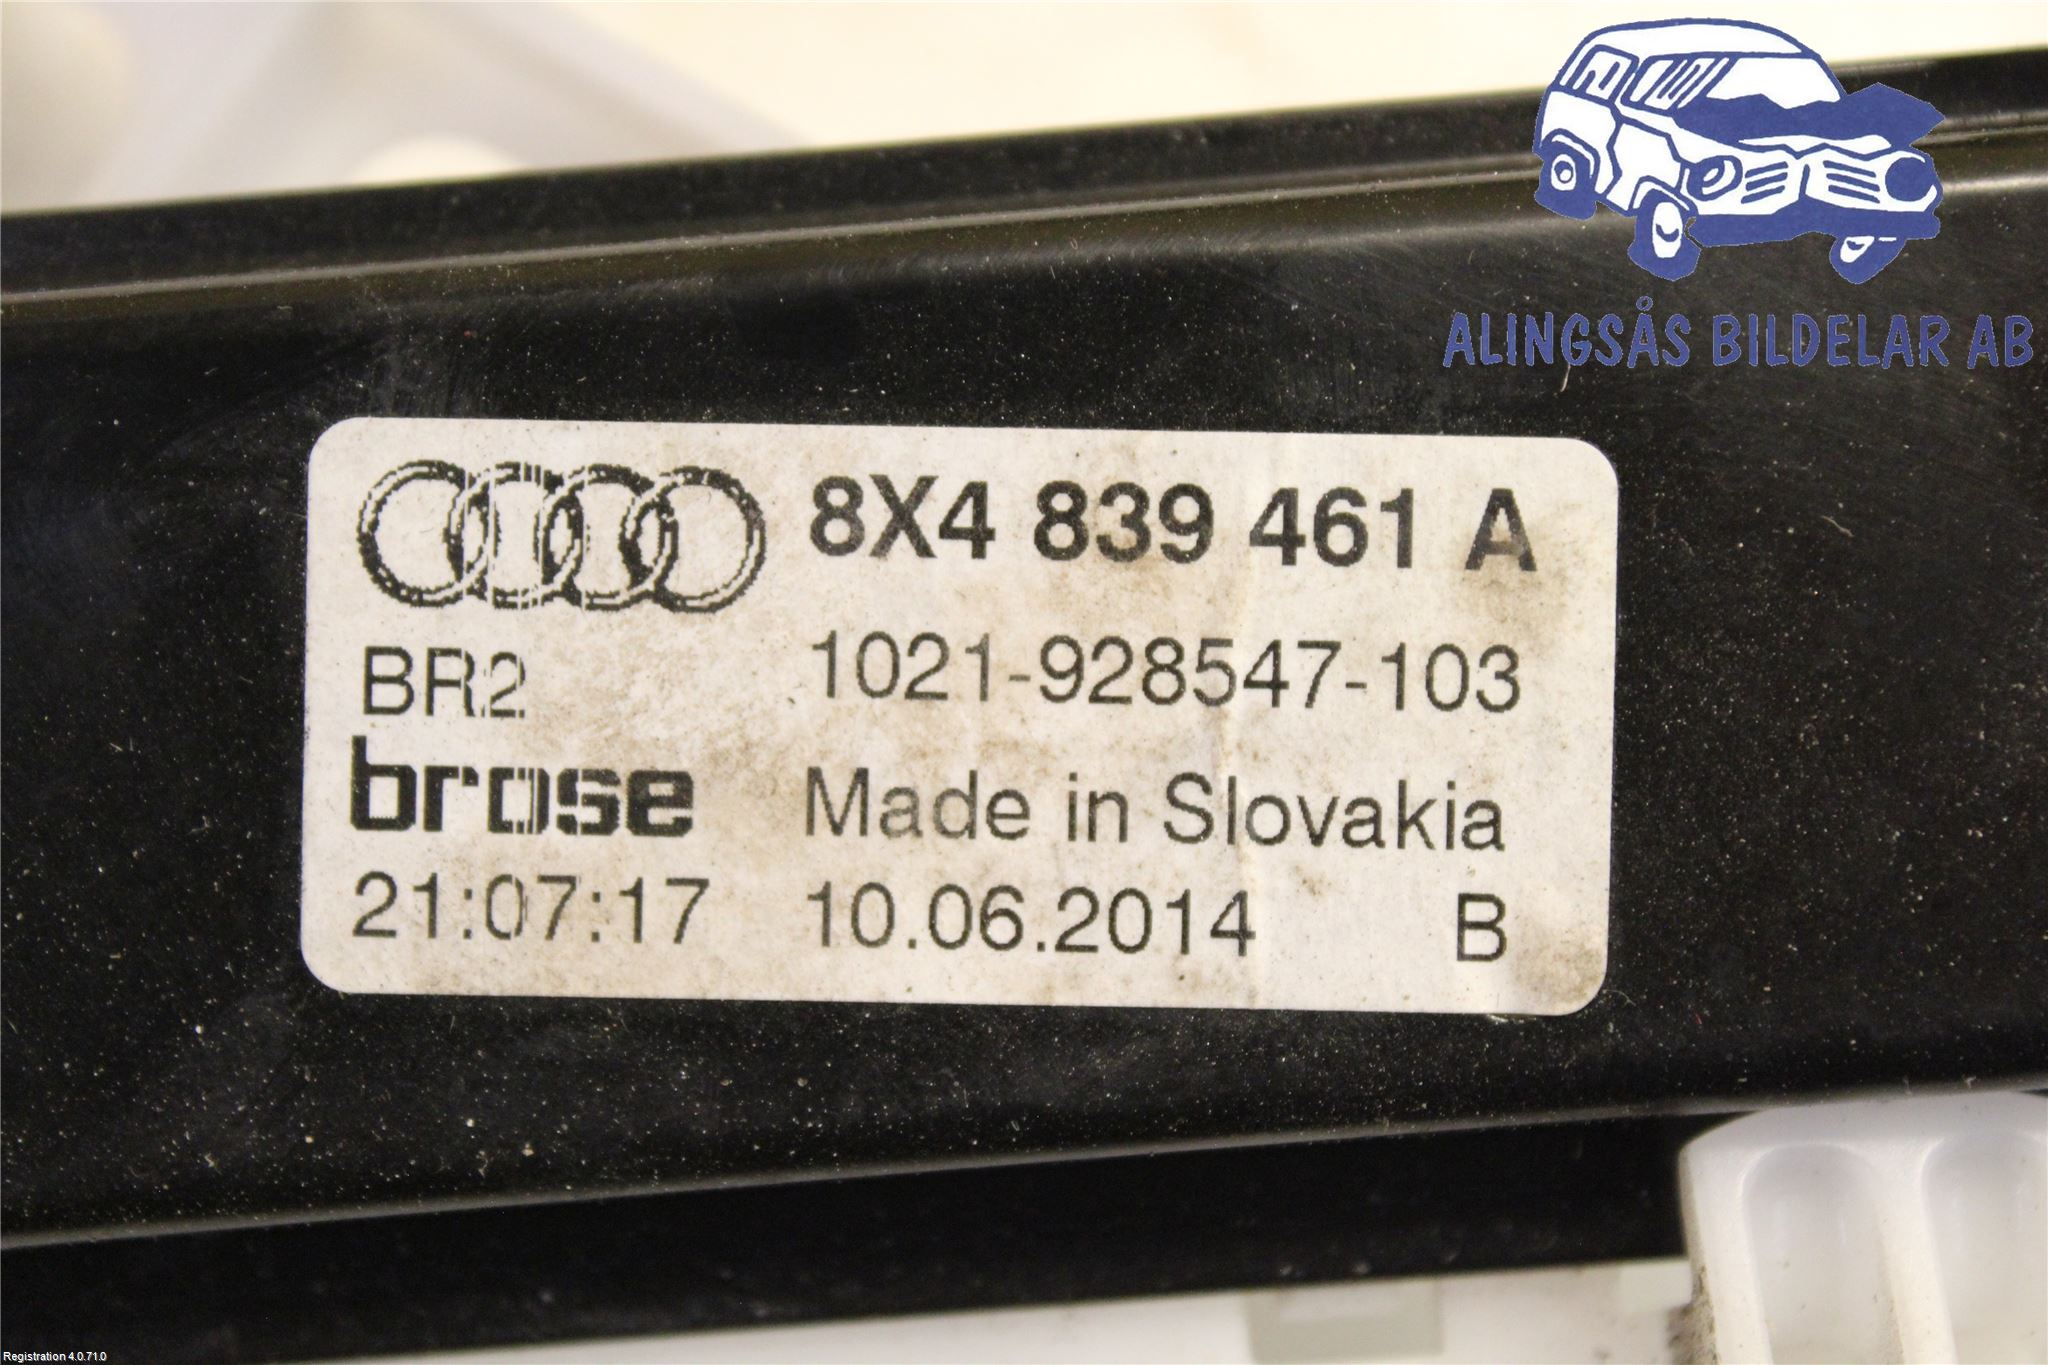 ALINGSÅS BILDELAR AB
8X4 839 461 A
BR2 1021-928547-103
brose Made in Slovakia
21:07:17 10.06.2014 B
Registration 4.0.71.0